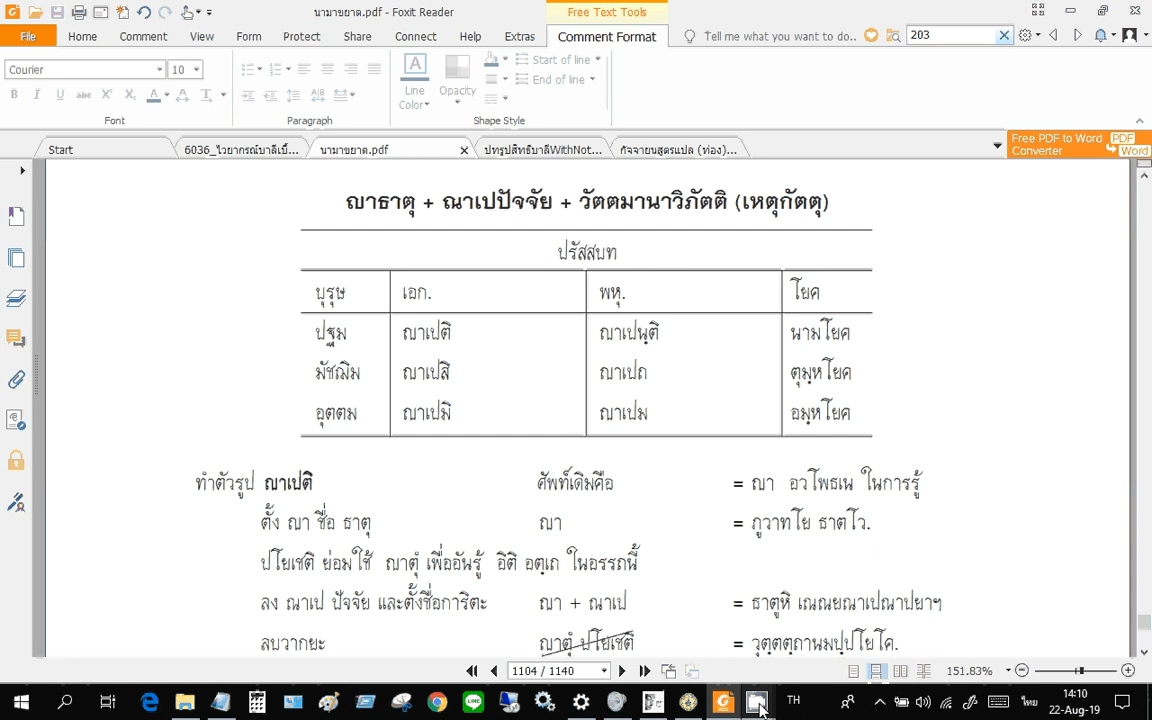 นามาขยาต.pdf - Foxit Reader
Free Text Tools
File Home Comment View Form Protect Share Connect Help Extras Comment Format Tell me what you want to do.. 203
Courier 10
Line Color
Opacity
Start of line
End of line
B I U abc X² X₂ A A T
Font Paragraph Shape Style
Start 6036_ไวยากรณ์บาลีเบื้... นามาขยาต.pdf ปทรูปสิทธิบาลีWithNot... กัจจายนสูตรแปล (ท่อง)...
Free PDF to Word Converter PDF Word
ญาธาตุ + ณาเปปัจจัย + วัตตมานาวิภัตติ (เหตุกัตตุ)
ปรัสสบท
บุรุษ เอก. พหุ. โยค
ปฐม ญาเปติ ญาเปนฺติ นามโยค
มัชฌิม ญาเปสิ ญาเปถ ตุมฺหโยค
อุตตม ญาเปมิ ญาเปม อมฺหโยค
ทำตัวรูป ญาเปติ ศัพท์เดิมคือ = ญา อวโพธเน ในการรู้
ตั้ง ญา ชื่อ ธาตุ ญา = ภูวาทโย ธาตโว.
ปโยเชติ ย่อมใช้ ญาตุํ เพื่ออันรู้ อิติ อตฺเถ ในอรรถนี้
ลง ณาเป ปัจจัย และตั้งชื่อการิตะ ญา + ณาเป = ธาตูหิ เณณยณาเปณาปยาฯ
ลบวากยะ ญาตุํ ปโยเชติ = วุตฺตตฺถานมปฺปโยโค.
1104 / 1140
151.83%
TH
ไทย
14:10
22-Aug-19